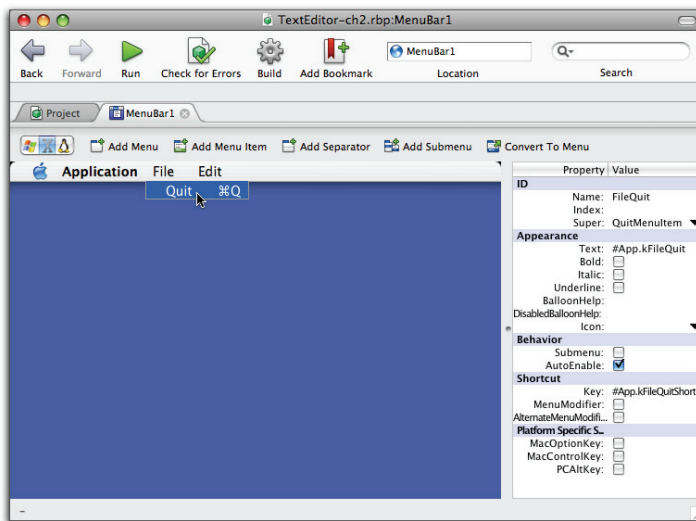 TextEditor-ch2.rbp:MenuBar1
MenuBar1
Q
Back Forward Run Check for Errors Build Add Bookmark Location Search
Project MenuBar1
Add Menu Add Menu Item Add Separator Add Submenu Convert To Menu
Application File Edit
Quit ⌘Q
Property Value
ID
Name: FileQuit
Index:
Super: QuitMenuItem
Appearance
Text: #App.kFileQuit
Bold:
Italic:
Underline:
BalloonHelp:
DisabledBalloonHelp:
Icon:
Behavior
Submenu:
AutoEnable:
Shortcut
Key: #App.kFileQuitShort
MenuModifier:
AlternateMenuModifi...
Platform Specific S...
MacOptionKey:
MacControlKey:
PCAltKey: